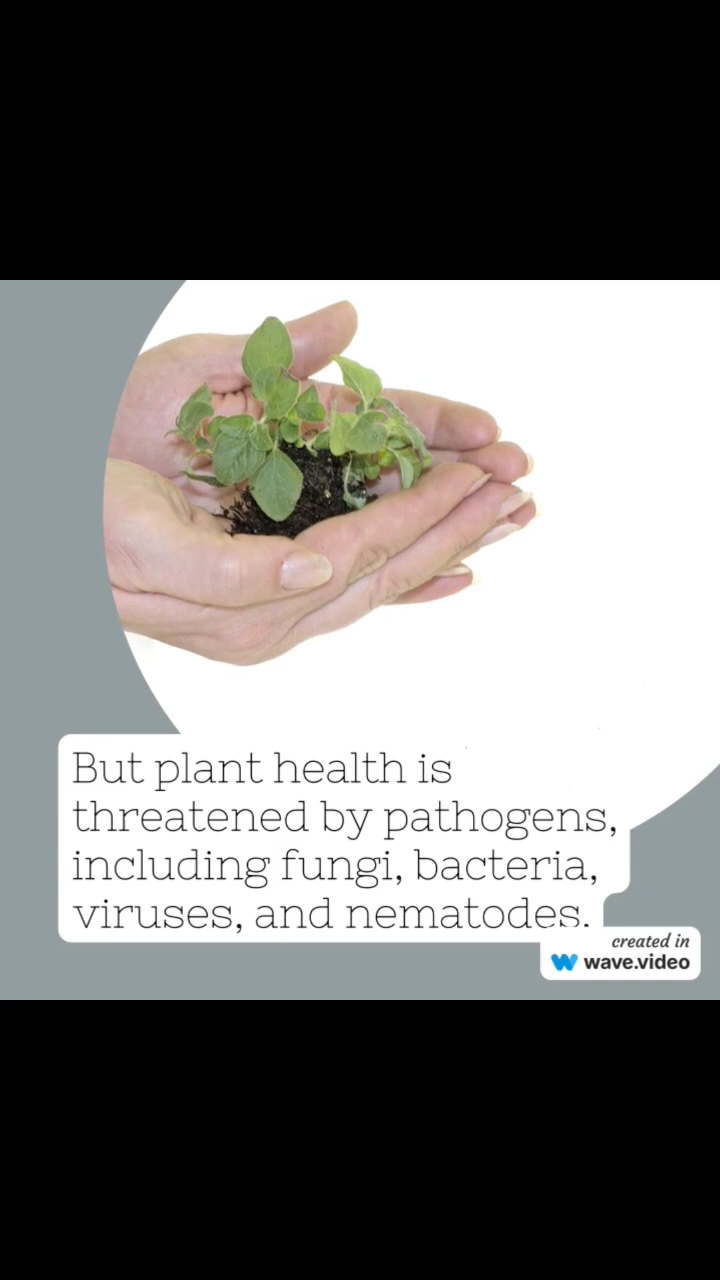 But plant health is
threatened by pathogens,
including fungi, bacteria,
viruses, and nematodes.
created in
wave.video